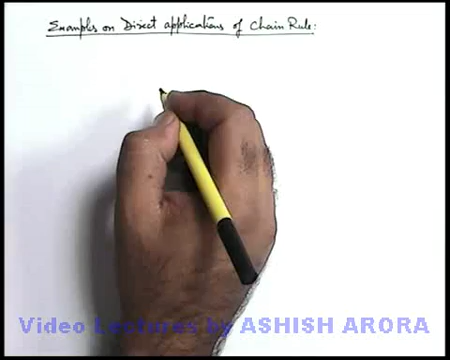 Examples on Direct applications of Chain Rule:
Video Lectures by ASHISH ARORA